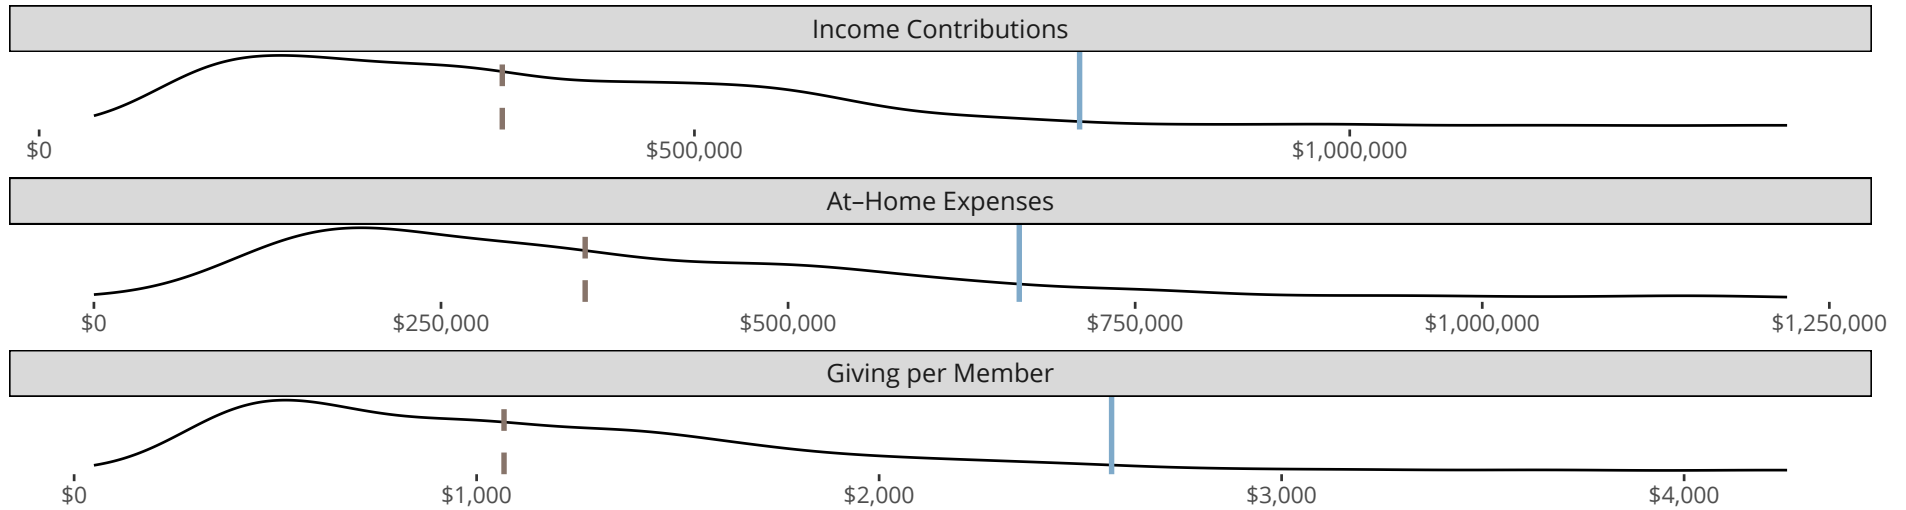 Income Contributions
$0 $500,000 $1,000,000
At–Home Expenses
$0 $250,000 $500,000 $750,000 $1,000,000 $1,250,000
Giving per Member
$0 $1,000 $2,000 $3,000 $4,000